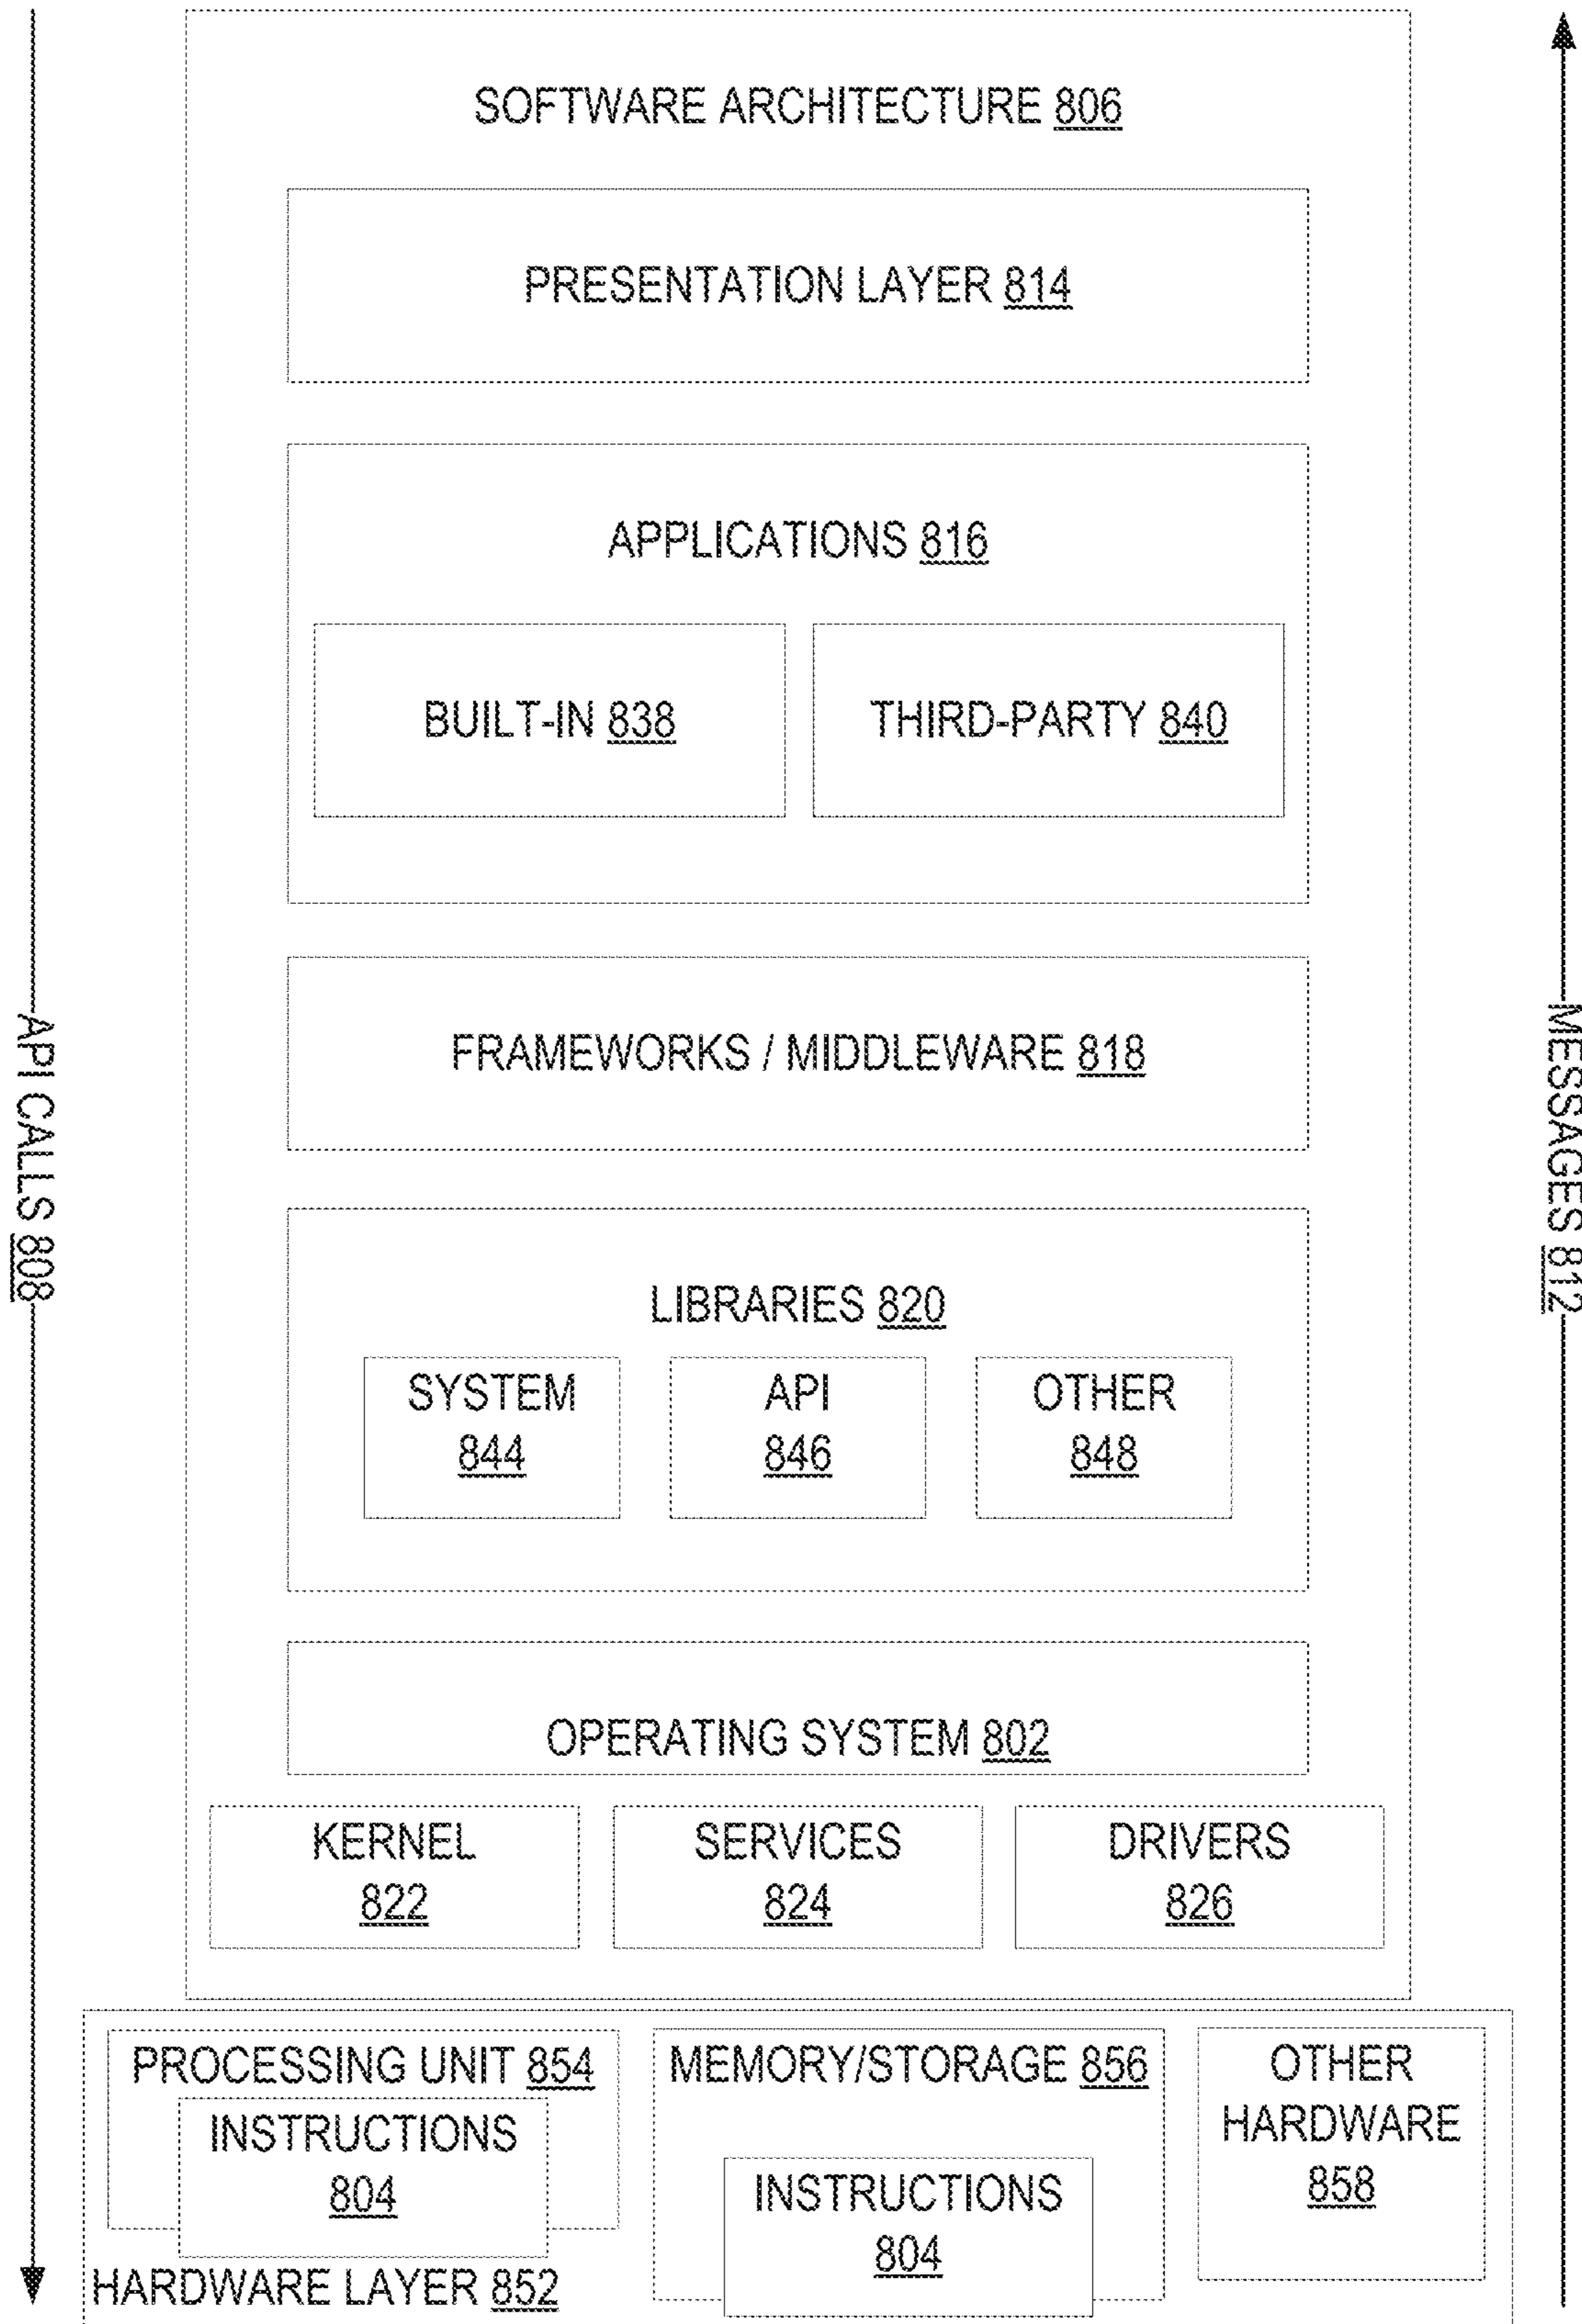 SOFTWARE ARCHITECTURE 806
PRESENTATION LAYER 814
APPLICATIONS 816
BUILT-IN 838
THIRD-PARTY 840
FRAMEWORKS / MIDDLEWARE 818
API CALLS 808
MESSAGES 812
LIBRARIES 820
SYSTEM
844
API
846
OTHER
848
OPERATING SYSTEM 802
KERNEL
822
SERVICES
824
DRIVERS
826
PROCESSING UNIT 854
INSTRUCTIONS
804
MEMORY/STORAGE 856
INSTRUCTIONS
804
OTHER
HARDWARE
858
HARDWARE LAYER 852